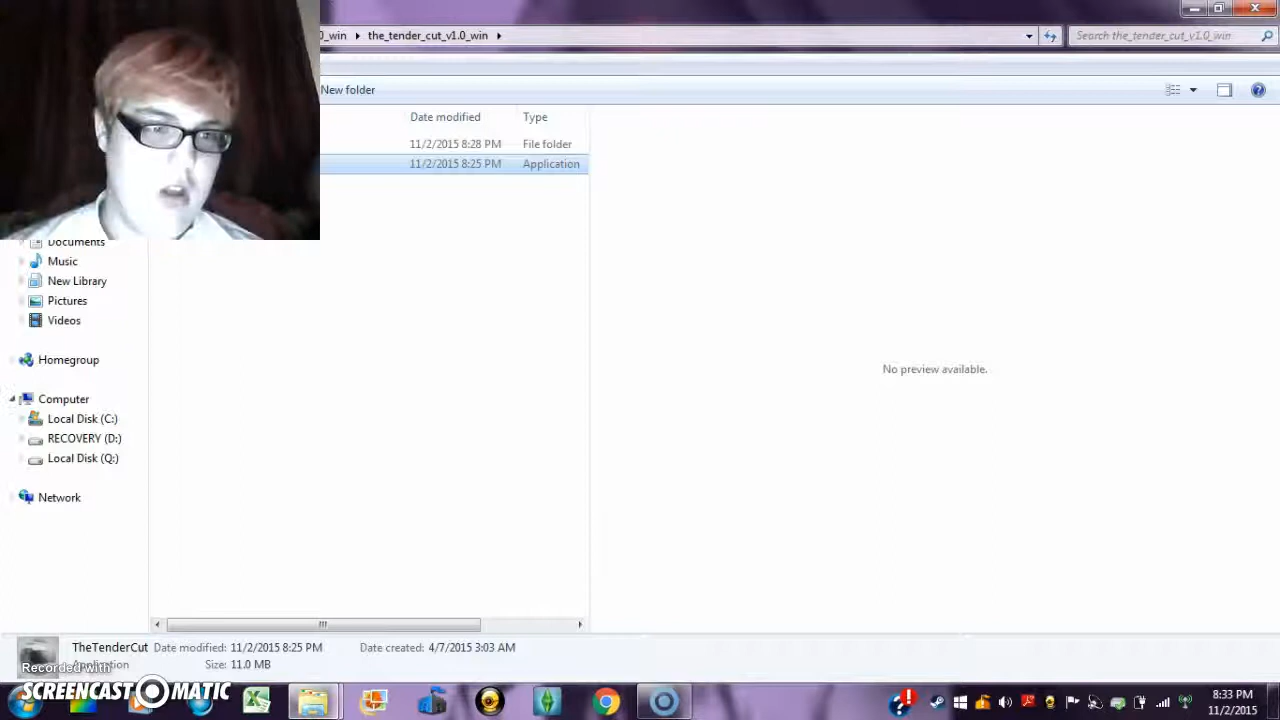 0_win
the_tender_cut_v1.0_win
Search the_tender_cut_v1.0_win
New folder
Date modified
Type
11/2/2015 8:28 PM
File folder
11/2/2015 8:25 PM
Application
Documents
Music
New Library
Pictures
Videos
Homegroup
Computer
Local Disk (C:)
RECOVERY (D:)
Local Disk (Q:)
Network
No preview available.
TheTenderCut Date modified: 11/2/2015 8:25 PM Date created: 4/7/2015 3:03 AM
Application Size: 11.0 MB
Recorded with
SCREENCAST MATIC
8:33 PM
11/2/2015